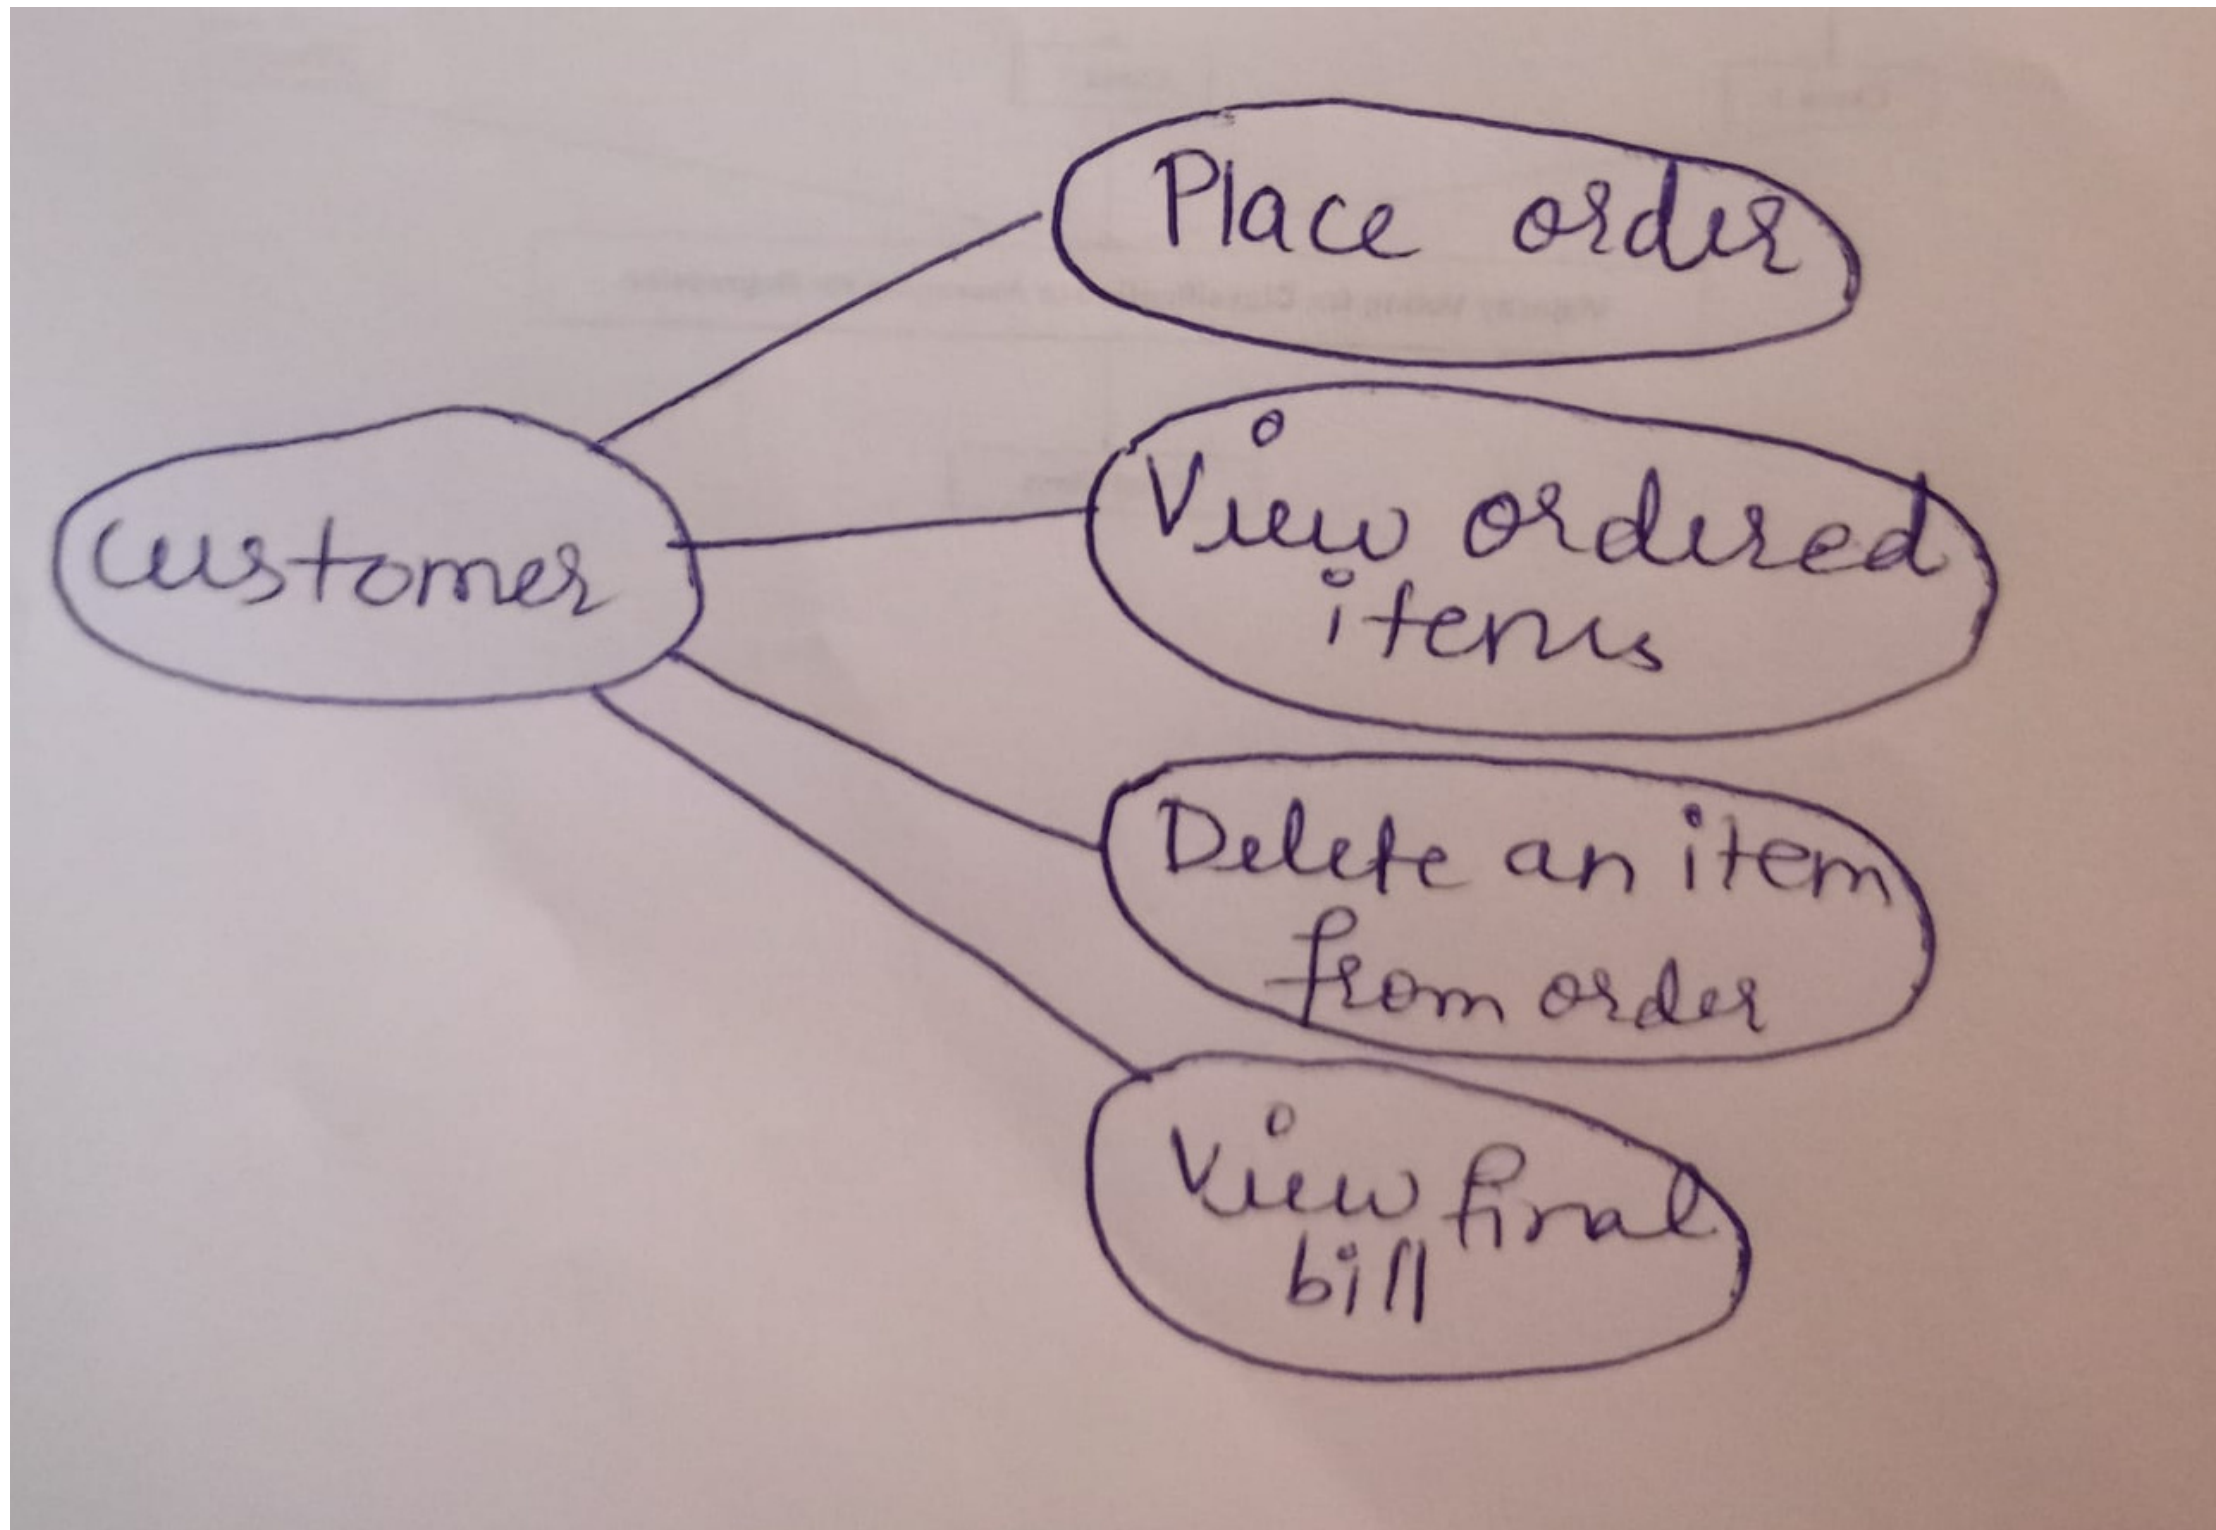 Place order
View ordered
items
Customer
Delete an item
from order
View final
bill